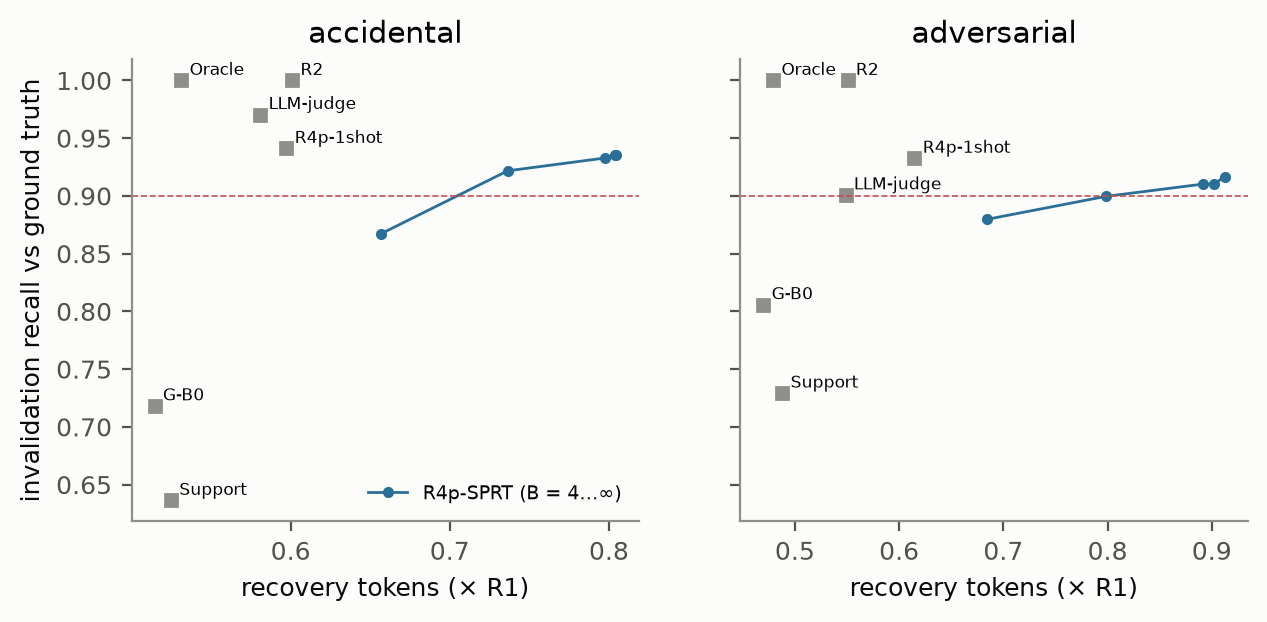 accidental
adversarial
invalidation recall vs ground truth
1.00
0.95
0.90
0.85
0.80
0.75
0.70
0.65
Oracle
R2
LLM-judge
R4p-1shot
G-B0
Support
R4p-SPRT (B = 4…∞)
0.6
0.7
0.8
recovery tokens (× R1)
Oracle
R2
R4p-1shot
LLM-judge
G-B0
Support
0.5
0.6
0.7
0.8
0.9
recovery tokens (× R1)